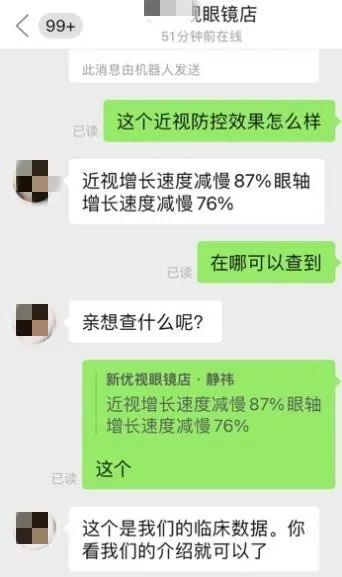 99+
视眼镜店
51分钟前在线
此消息由机器人发送
这个近视防控效果怎么样
已读
近视增长速度减慢87%眼轴
增长速度减慢76%
在哪可以查到
已读
亲想查什么呢?
新优视眼镜店·静祎
近视增长速度减慢87%眼轴
增长速度减慢76%
这个
已读
这个是我们的临床数据。你
看我们的介绍就可以了